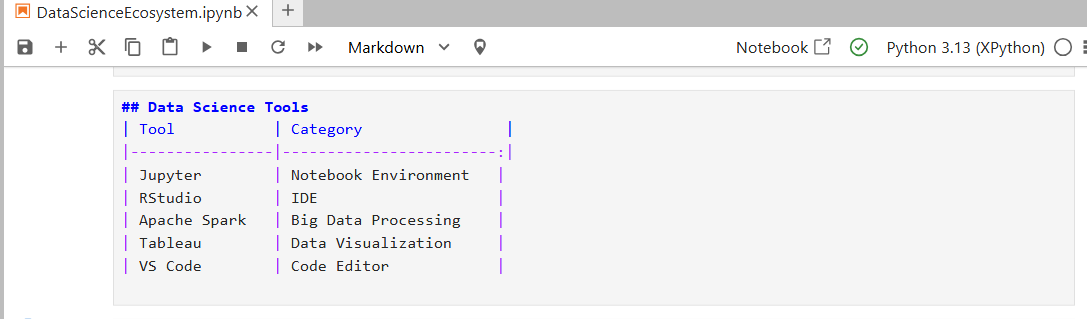 DataScienceEcosystem.ipynb
Markdown Notebook Python 3.13 (XPython)
## Data Science Tools
| Tool           | Category                |
|----------------|------------------------:|
| Jupyter        | Notebook Environment   |
| RStudio        | IDE                    |
| Apache Spark   | Big Data Processing    |
| Tableau        | Data Visualization     |
| VS Code        | Code Editor            |